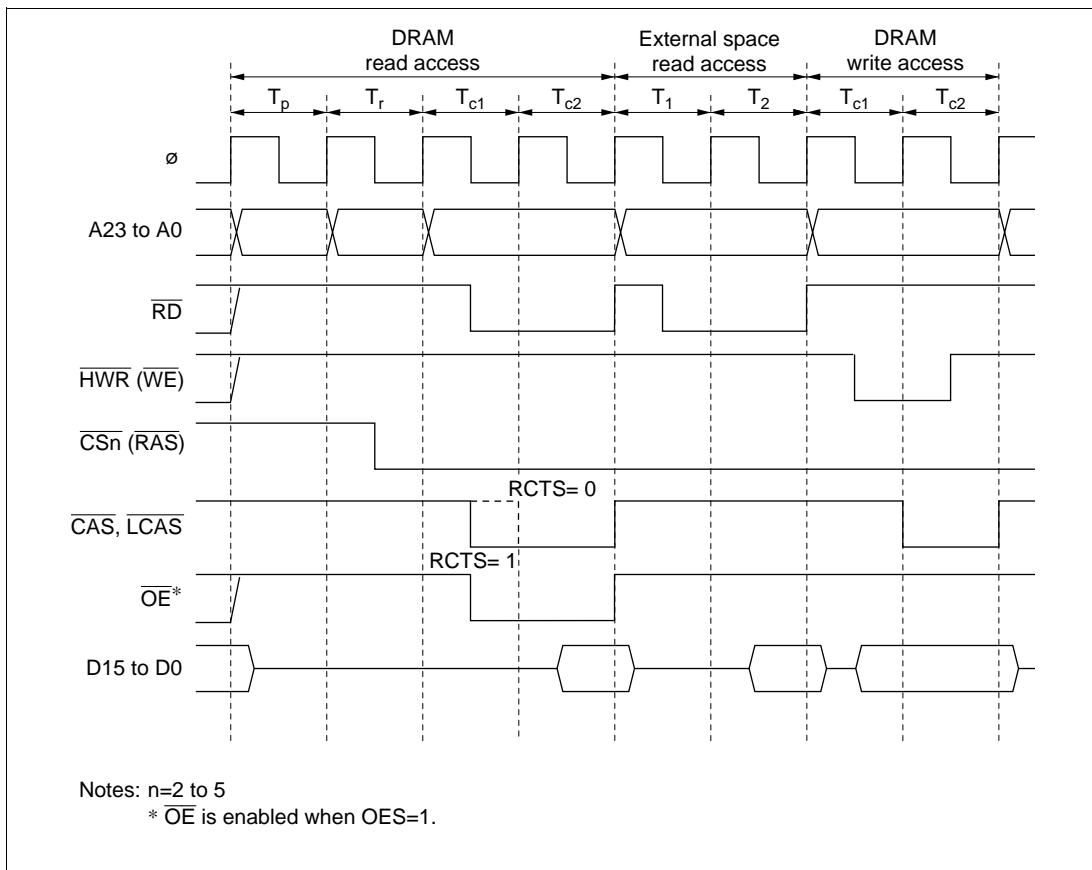 DRAM
read access
External space
read access
DRAM
write access
Tp Tr Tc1 Tc2 T1 T2 Tc1 Tc2
ø
A23 to A0
RD
HWR (WE)
CSn (RAS)
RCTS= 0
CAS, LCAS
RCTS= 1
OE*
D15 to D0
Notes: n=2 to 5
* OE is enabled when OES=1.